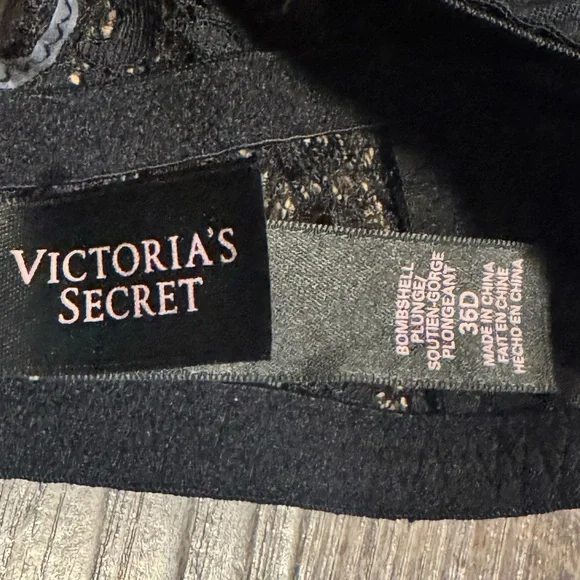 VICTORIA'S
SECRET
BOMBSHELL
PLUNGE/
SOUTIEN-GORGE
PLONGEANT
36D
MADE IN CHINA
FAIT EN CHINE
HECHO EN CHINA